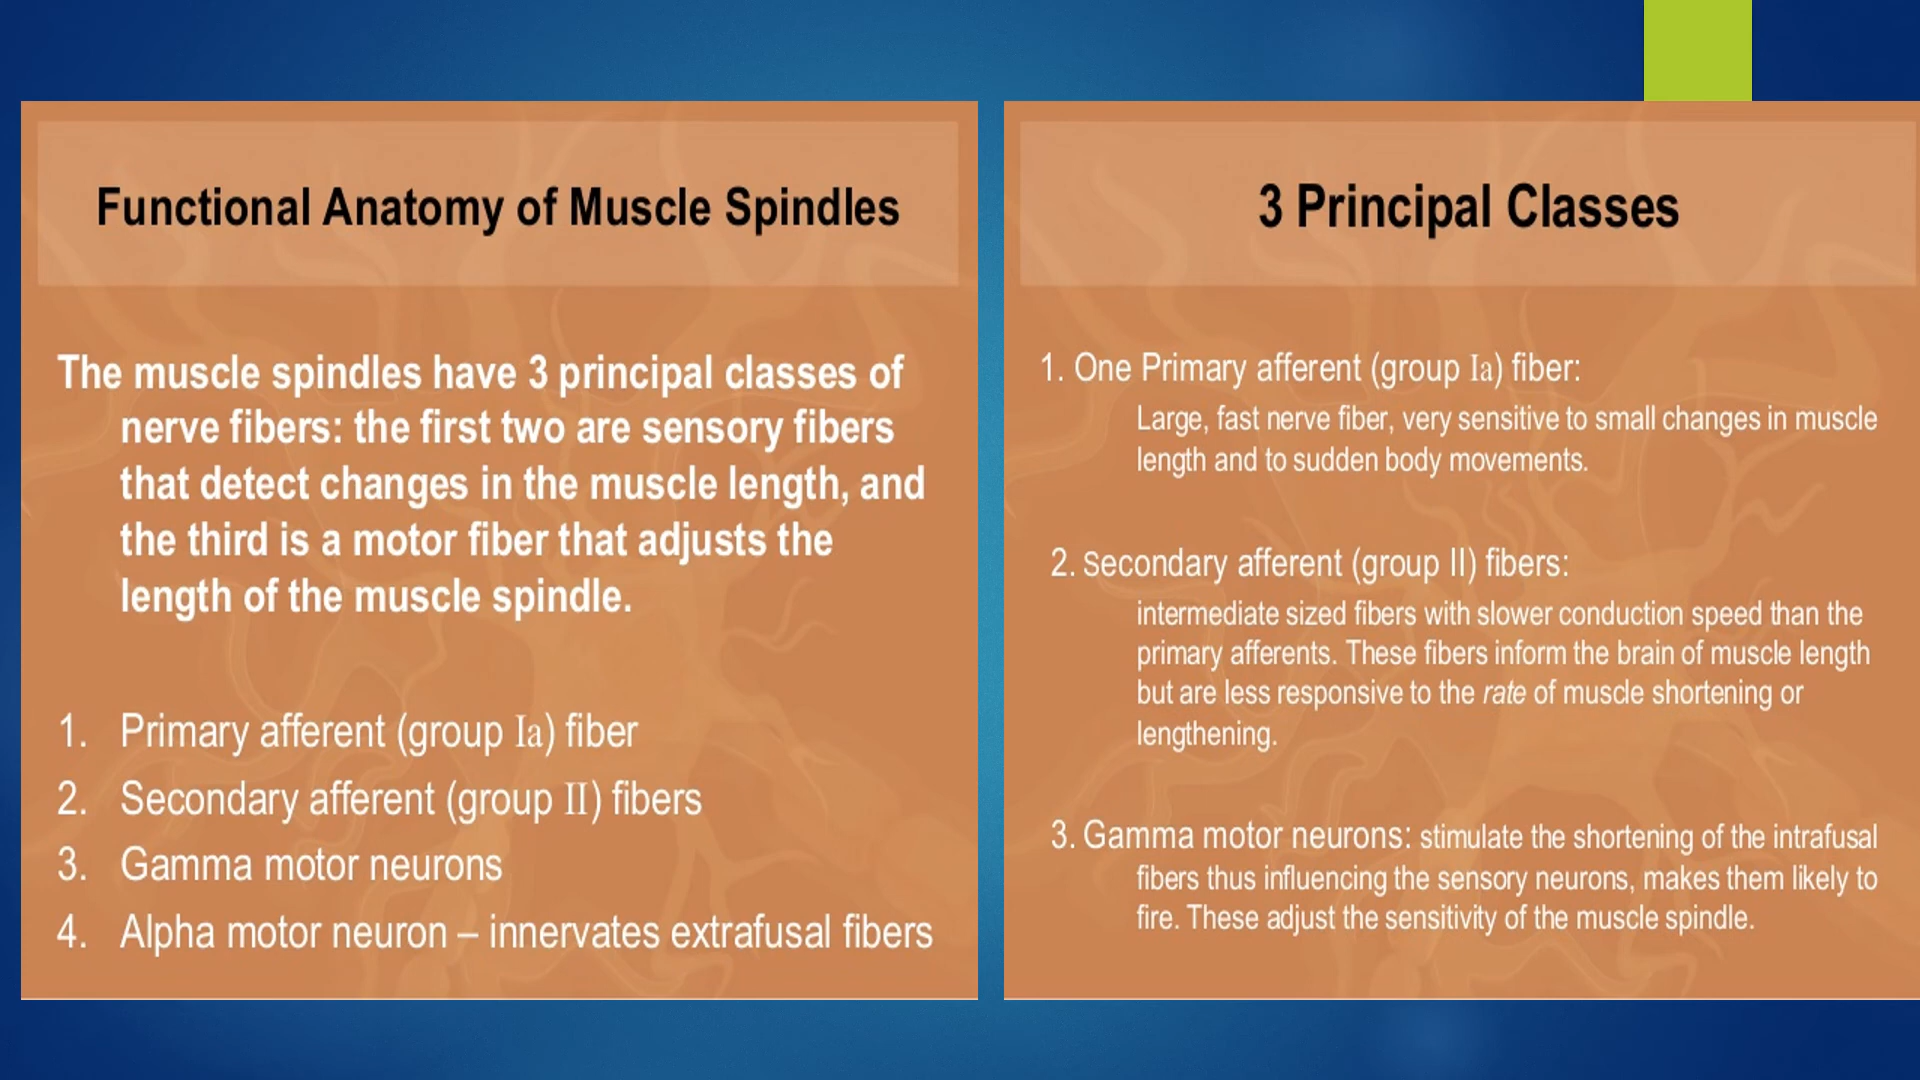 Functional Anatomy of Muscle Spindles
The muscle spindles have 3 principal classes of
nerve fibers: the first two are sensory fibers
that detect changes in the muscle length, and
the third is a motor fiber that adjusts the
length of the muscle spindle.
1. Primary afferent (group Ia) fiber
2. Secondary afferent (group II) fibers
3. Gamma motor neurons
4. Alpha motor neuron – innervates extrafusal fibers
3 Principal Classes
1. One Primary afferent (group Ia) fiber:
Large, fast nerve fiber, very sensitive to small changes in muscle
length and to sudden body movements.
2. Secondary afferent (group II) fibers:
intermediate sized fibers with slower conduction speed than the
primary afferents. These fibers inform the brain of muscle length
but are less responsive to the rate of muscle shortening or
lengthening.
3. Gamma motor neurons: stimulate the shortening of the intrafusal
fibers thus influencing the sensory neurons, makes them likely to
fire. These adjust the sensitivity of the muscle spindle.